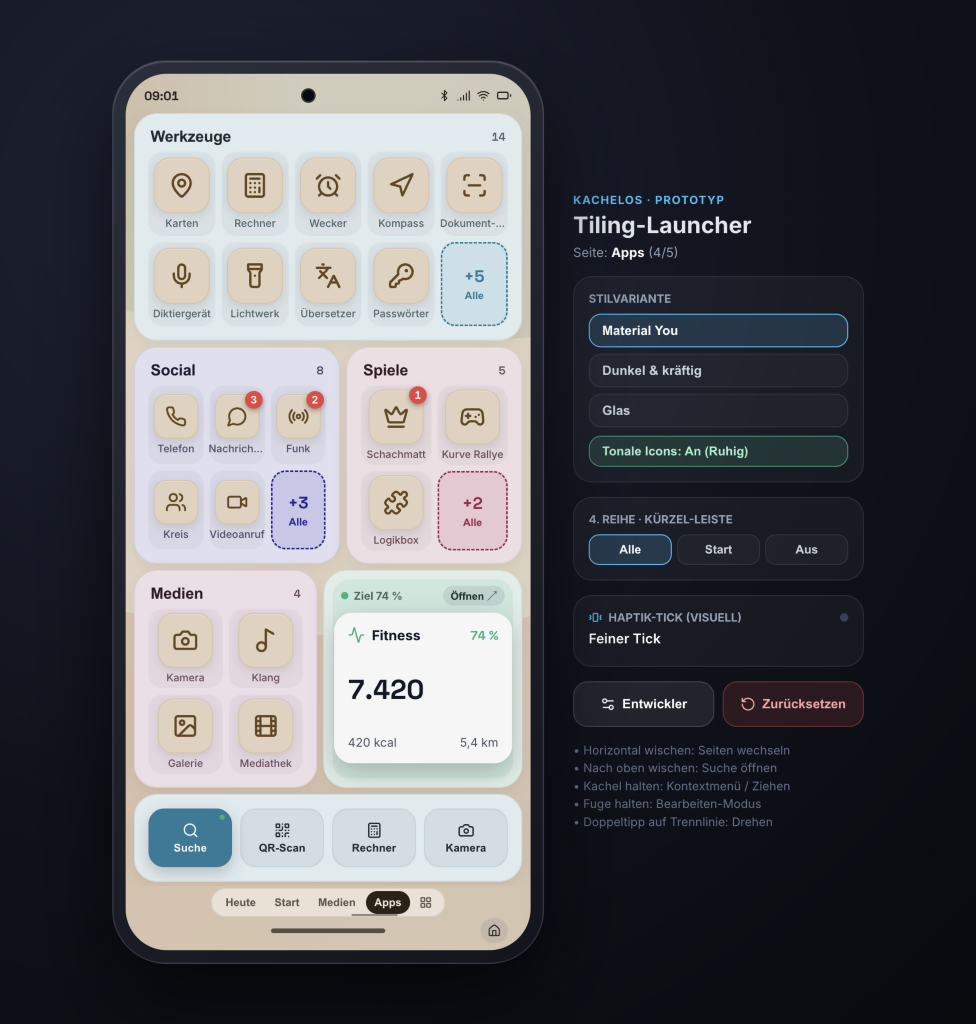 09:01
Werkzeuge 14
Karten Rechner Wecker Kompass Dokument-...
Diktiergerät Lichtwerk Übersetzer Passwörter +5 Alle
Social 8
3 2
Telefon Nachrich... Funk
Kreis Videoanruf +3 Alle
Spiele 5
1
Schachmatt Kurve Rallye
Logikbox +2 Alle
Medien 4
Kamera Klang
Galerie Mediathek
Ziel 74 % Öffnen
Fitness 74 %
7.420
420 kcal 5,4 km
Suche QR-Scan Rechner Kamera
Heute Start Medien Apps
KACHELOS · PROTOTYP
Tiling-Launcher
Seite: Apps (4/5)
STILVARIANTE
Material You
Dunkel & kräftig
Glas
Tonale Icons: An (Ruhig)
4. REIHE · KÜRZEL-LEISTE
Alle Start Aus
HAPTIK-TICK (VISUELL)
Feiner Tick
Entwickler Zurücksetzen
• Horizontal wischen: Seiten wechseln
• Nach oben wischen: Suche öffnen
• Kachel halten: Kontextmenü / Ziehen
• Fuge halten: Bearbeiten-Modus
• Doppeltipp auf Trennlinie: Drehen